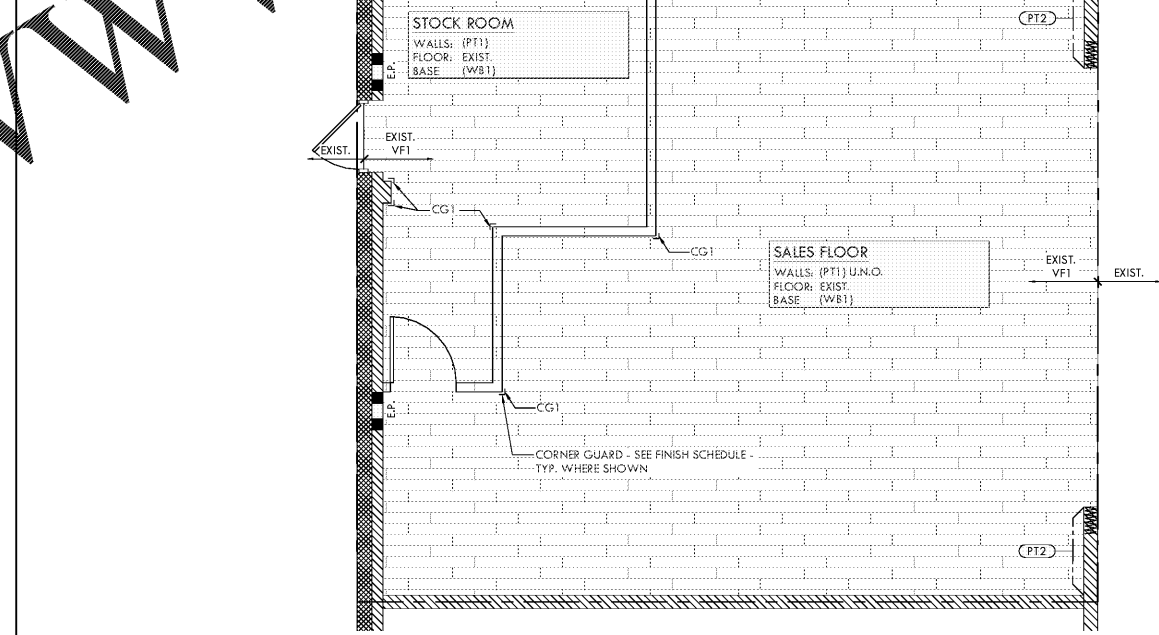 STOCK ROOM
WALLS: (PT1)
FLOOR: EXIST.
BASE (WB1)
PT2
E.P.
EXIST.
EXIST.
VF1
CG1
CG1
SALES FLOOR
WALLS: (PT1) U.N.O.
FLOOR: EXIST.
BASE (WB1)
EXIST.
VF1
EXIST.
E.P.
CG1
CORNER GUARD - SEE FINISH SCHEDULE -
TYP. WHERE SHOWN
PT2